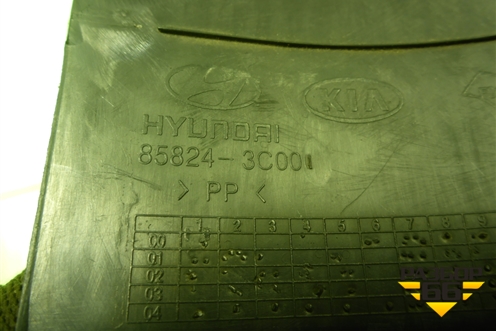 KIA
HYUNDAI
85824-3C001
> PP <
1 2 3 4 5 6 7 8 9
00
01
02
03
04